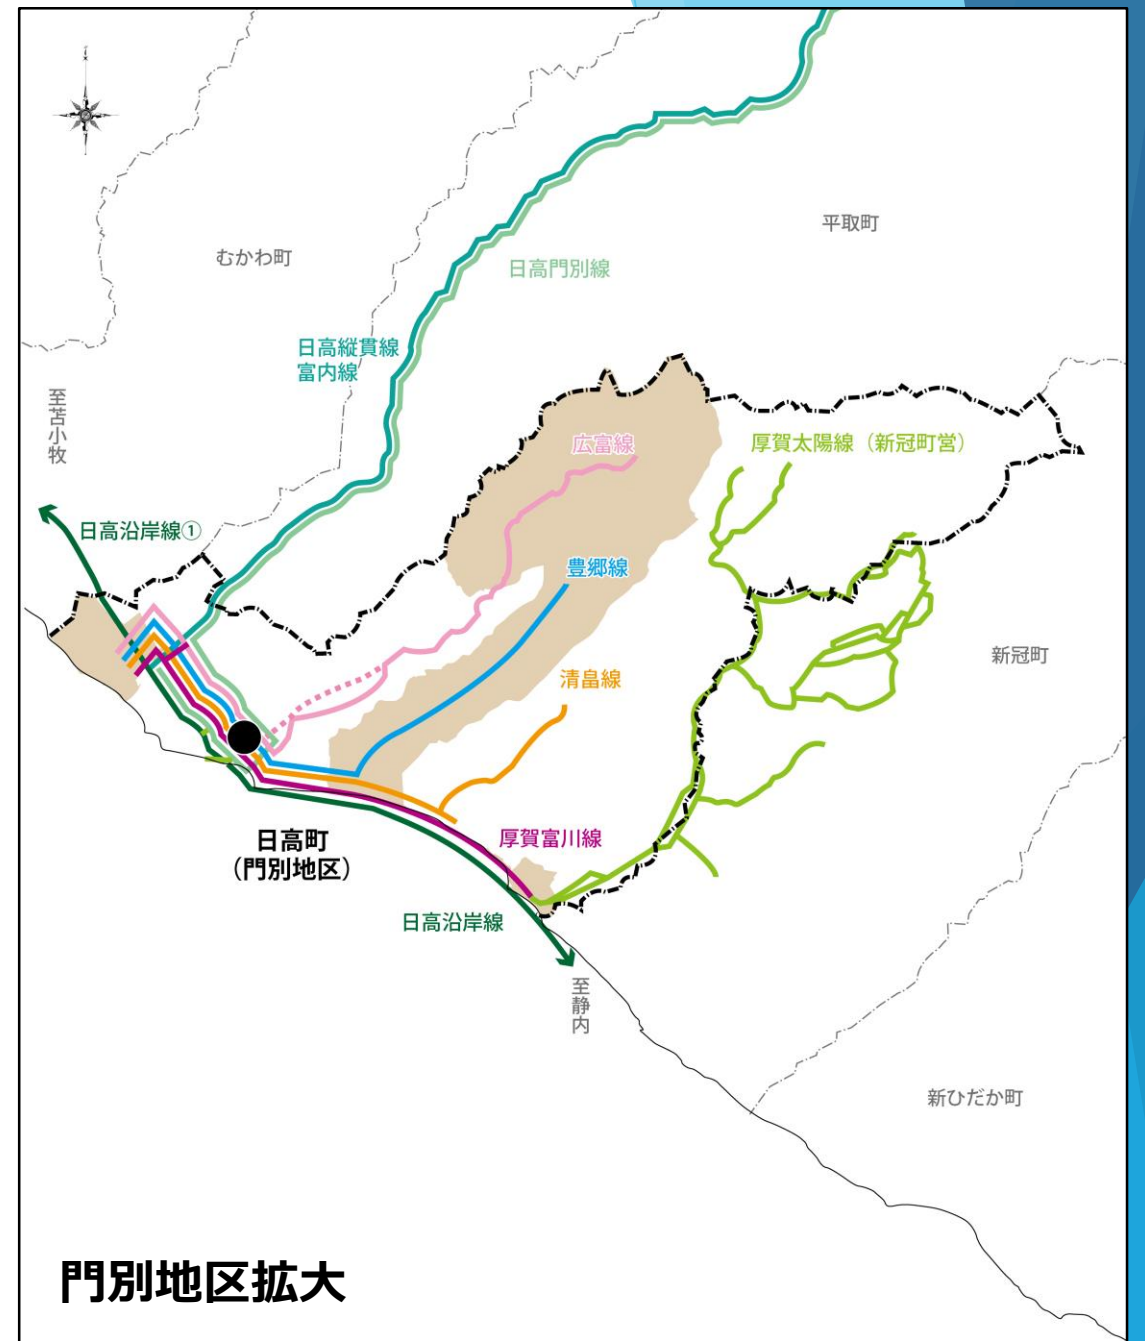 平取町
むかわ町
日高門別線
日高縦貫線
富内線
至苫小牧
広富線
厚賀太陽線（新冠町営）
日高沿岸線①
豊郷線
新冠町
清畠線
日高町
（門別地区）
厚賀富川線
日高沿岸線
至静内
新ひだか町
門別地区拡大